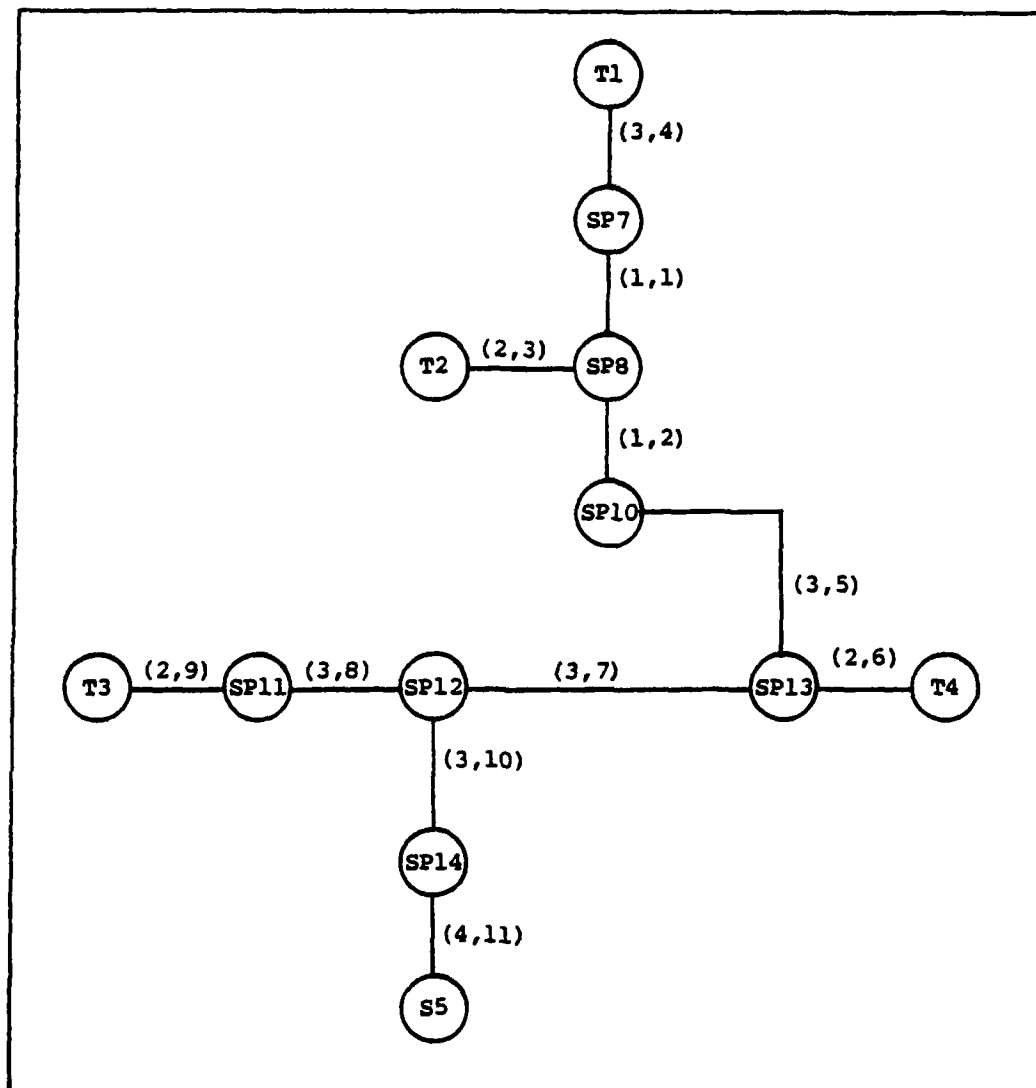 T1
(3,4)
SP7
(1,1)
T2
(2,3)
SP8
(1,2)
SP10
(3,5)
T3
(2,9)
SP11
(3,8)
SP12
(3,7)
SP13
(2,6)
T4
(3,10)
SP14
(4,11)
S5